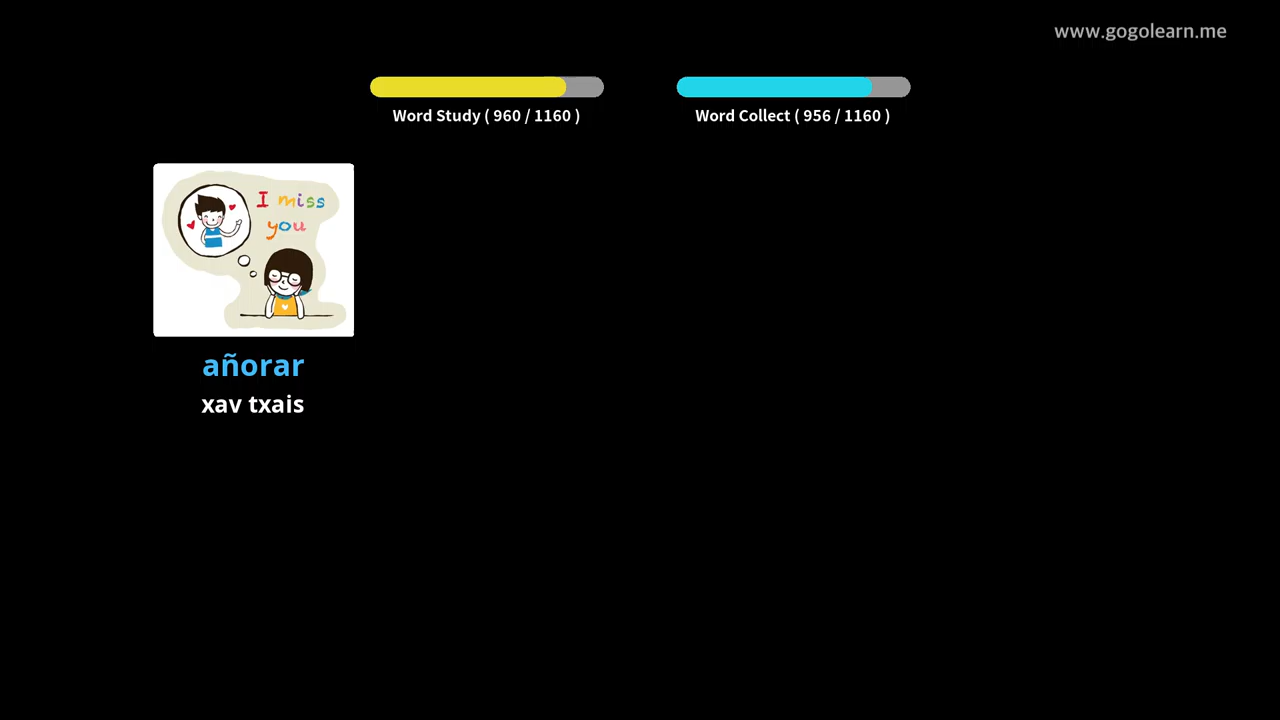 www.gogolearn.me
Word Study ( 960 / 1160 )
Word Collect ( 956 / 1160 )
I miss
you
añorar
xav txais